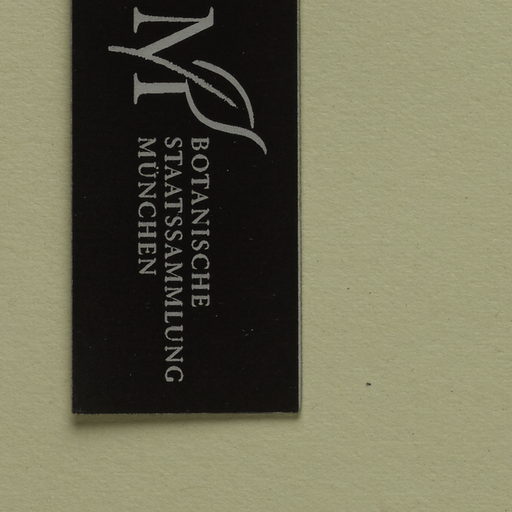 M
BOTANISCHE
STAATSSAMMLUNG
MÜNCHEN